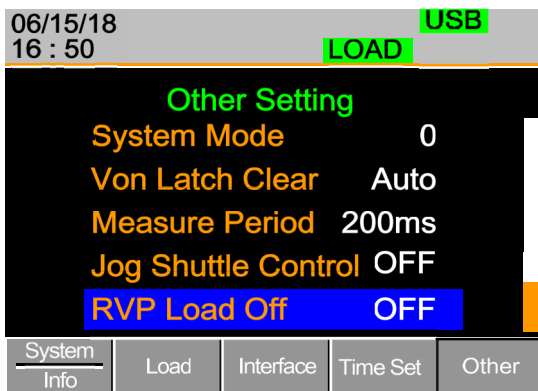 06/15/18 USB
16 : 50 LOAD
Other Setting
System Mode 0
Von Latch Clear Auto
Measure Period 200ms
Jog Shuttle Control OFF
RVP Load Off OFF
System
Info Load Interface Time Set Other